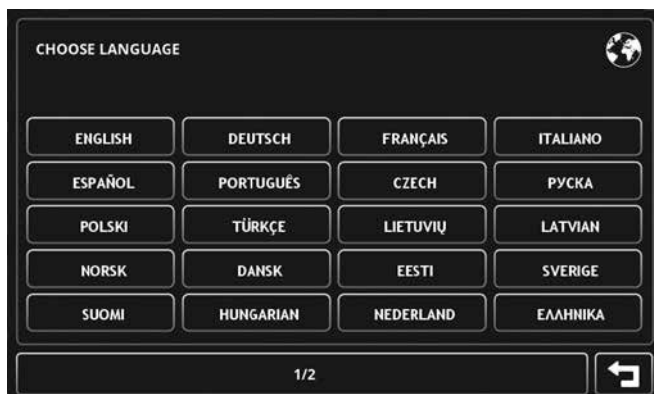 CHOOSE LANGUAGE
ENGLISH DEUTSCH FRANÇAIS ITALIANO
ESPAÑOL PORTUGUÊS CZECH РУСКА
POLSKI TÜRKÇE LIETUVIŲ LATVIAN
NORSK DANSK EESTI SVERIGE
SUOMI HUNGARIAN NEDERLAND ΕΛΛΗΝΙΚΑ
1/2